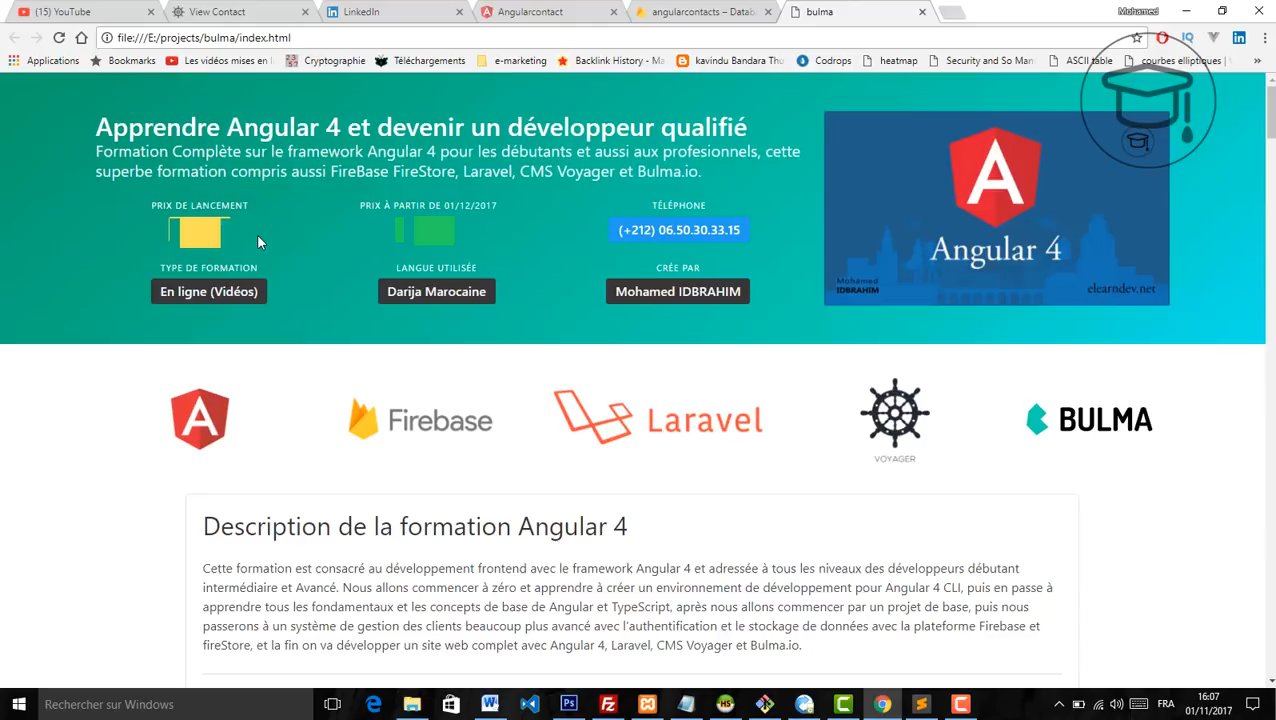 (15) YouTube
View Contact
LinkedIn
Angularcontact
angularcontacts – Datab
bulma
Mohamed
file:///E:/projects/bulma/index.html
Applications
Bookmarks
Les vidéos mises en l
Cryptographie
Téléchargements
e-marketing
Backlink History - Ma
kavindu Bandara Thu
Codrops
heatmap
Security and So Man
ASCII table
courbes elliptiques
Apprendre Angular 4 et devenir un développeur qualifié
Formation Complète sur le framework Angular 4 pour les débutants et aussi aux profesionnels, cette
superbe formation compris aussi FireBase FireStore, Laravel, CMS Voyager et Bulma.io.
PRIX DE LANCEMENT
PRIX À PARTIR DE 01/12/2017
TÉLÉPHONE
(+212) 06.50.30.33.15
TYPE DE FORMATION
LANGUE UTILISÉE
CRÉE PAR
En ligne (Vidéos)
Darija Marocaine
Mohamed IDBRAHIM
Angular 4
Mohamed
IDBRAHIM
elearndev.net
Firebase
Laravel
VOYAGER
BULMA
Description de la formation Angular 4
Cette formation est consacré au développement frontend avec le framework Angular 4 et adressée à tous les niveaux des développeurs débutant
intermédiaire et Avancé. Nous allons commencer à zéro et apprendre à créer un environnement de développement pour Angular 4 CLI, puis en passe à
apprendre tous les fondamentaux et les concepts de base de Angular et TypeScript, après nous allons commencer par un projet de base, puis nous
passerons à un système de gestion des clients beaucoup plus avancé avec l'authentification et le stockage de données avec la plateforme Firebase et
fireStore, et la fin on va développer un site web complet avec Angular 4, Laravel, CMS Voyager et Bulma.io.
Rechercher sur Windows
FRA
16:07
01/11/2017